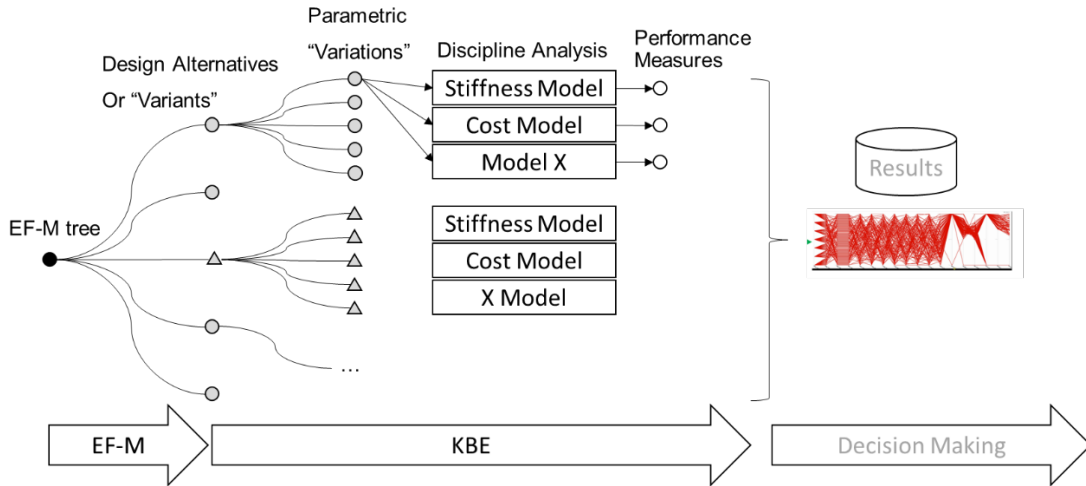 Parametric
“Variations”
Design Alternatives
Or “Variants”
Discipline Analysis
Performance
Measures
Stiffness Model
Cost Model
Model X
Results
EF-M tree
Stiffness Model
Cost Model
X Model
...
EF-M
KBE
Decision Making